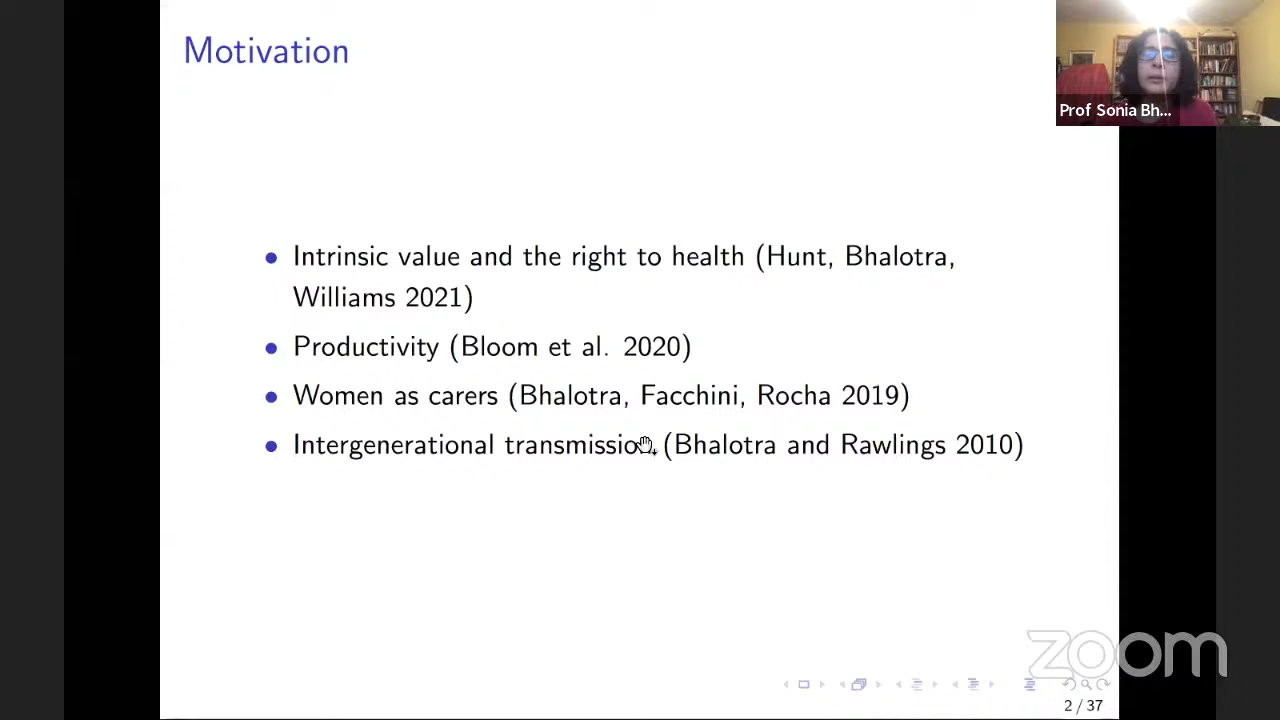 Motivation
Prof Sonia Bh...
• Intrinsic value and the right to health (Hunt, Bhalotra,
Williams 2021)
• Productivity (Bloom et al. 2020)
• Women as carers (Bhalotra, Facchini, Rocha 2019)
• Intergenerational transmission (Bhalotra and Rawlings 2010)
zoom
2 / 37